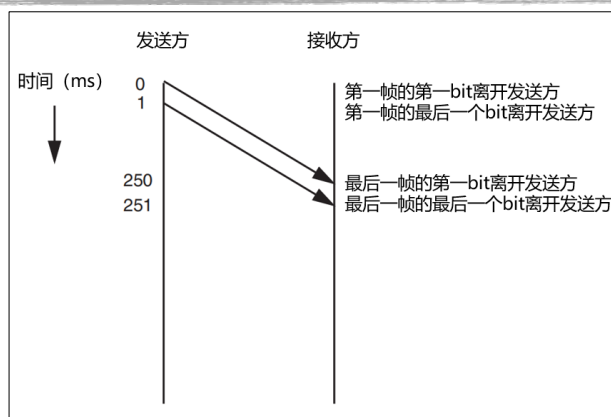 发送方 接收方
时间（ms）
0 第一帧的第一bit离开发送方
1 第一帧的最后一个bit离开发送方
250 最后一帧的第一bit离开发送方
251 最后一帧的最后一个bit离开发送方